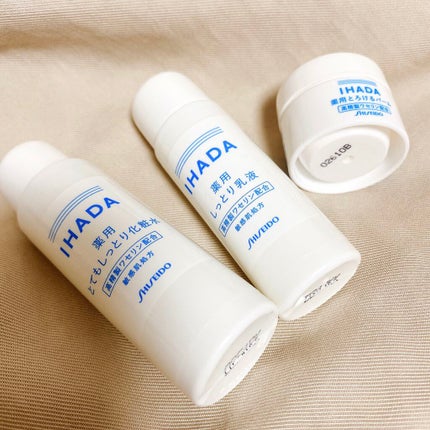 IHADA
薬用
とてもしっとり化粧水
高精製ワセリン配合
敏感肌処方
SHISEIDO
IHADA
薬用
しっとり乳液
高精製ワセリン配合
敏感肌処方
SHISEIDO
IHADA
薬用とろけるバーム
高精製ワセリン配合
SHISEIDO
02610B